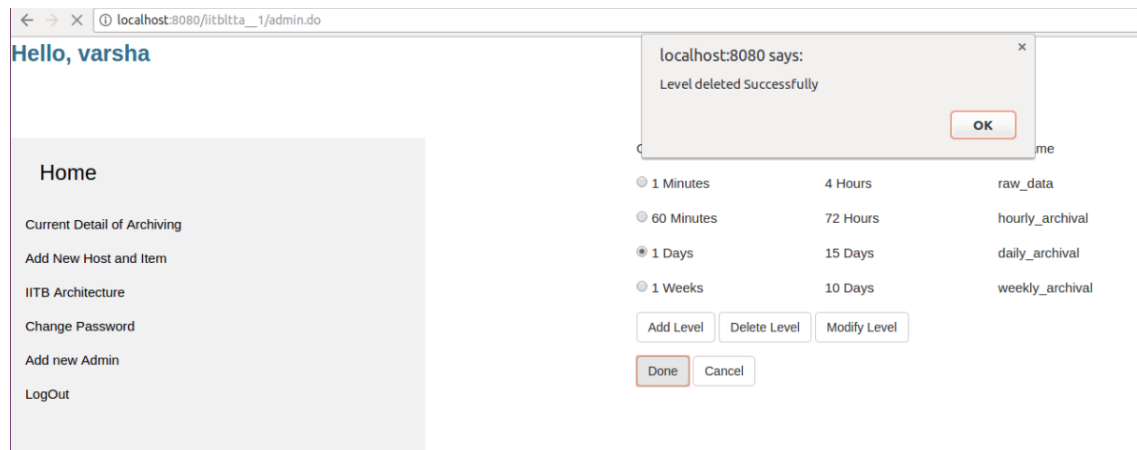 localhost:8080/iitbltta__1/admin.do
Hello, varsha
localhost:8080 says:
Level deleted Successfully
OK
Home
Current Detail of Archiving
Add New Host and Item
IITB Architecture
Change Password
Add new Admin
LogOut
1 Minutes 4 Hours raw_data
60 Minutes 72 Hours hourly_archival
1 Days 15 Days daily_archival
1 Weeks 10 Days weekly_archival
Add Level Delete Level Modify Level
Done Cancel